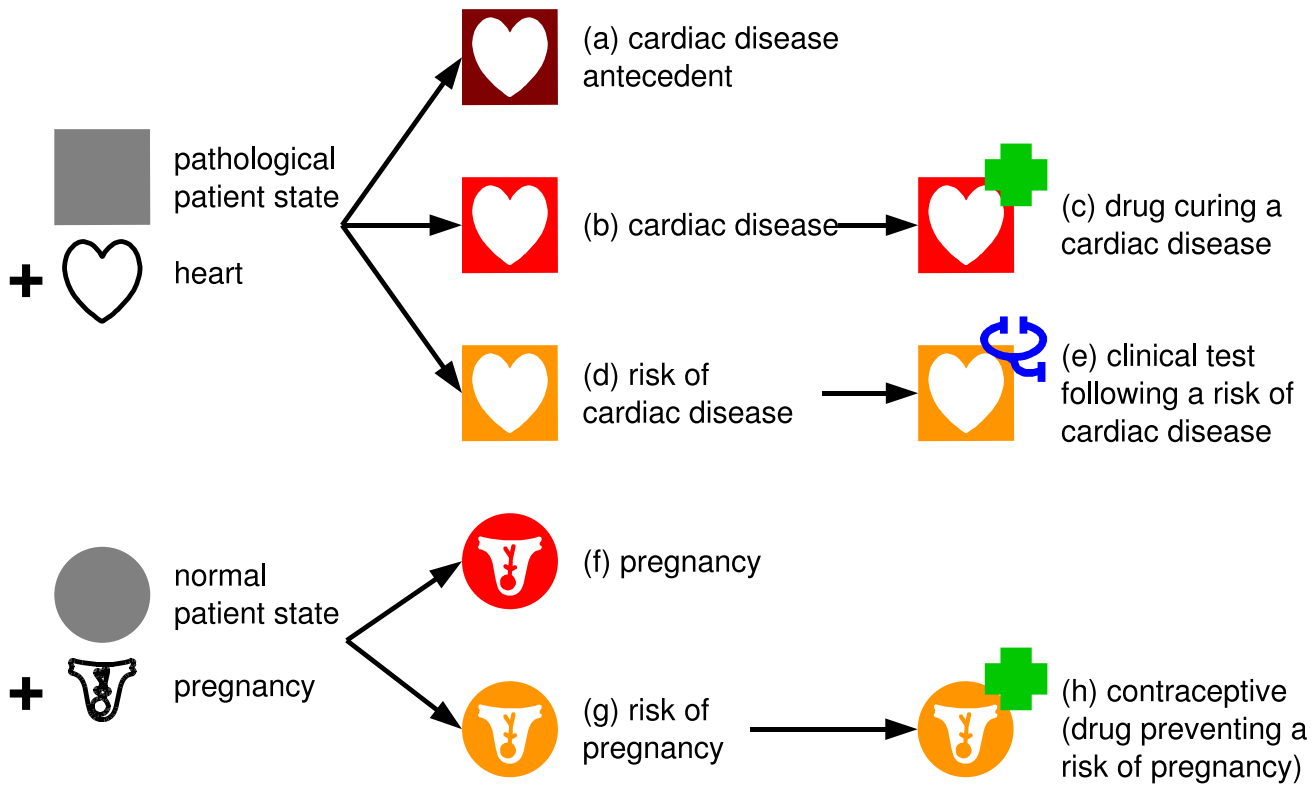 (a) cardiac disease
antecedent
pathological
patient state
+
heart
(b) cardiac disease
(c) drug curing a
cardiac disease
(d) risk of
cardiac disease
(e) clinical test
following a risk of
cardiac disease
normal
patient state
+
pregnancy
(f) pregnancy
(g) risk of
pregnancy
(h) contraceptive
(drug preventing a
risk of pregnancy)